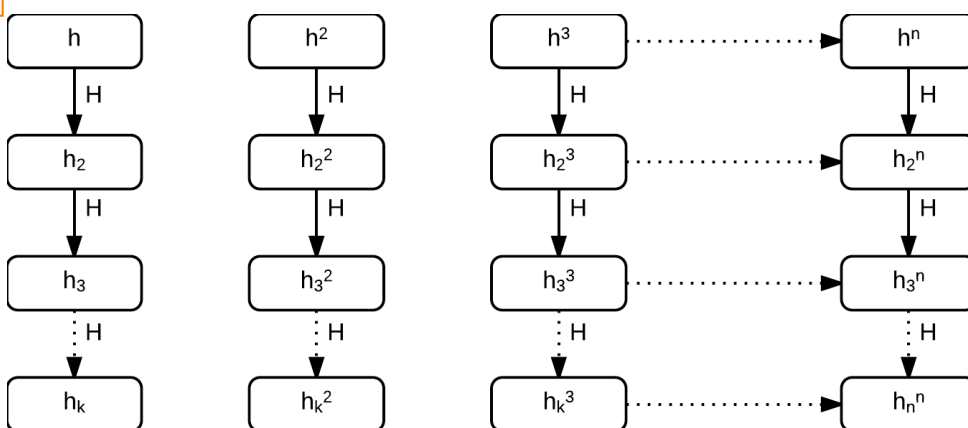 h h² h³ hⁿ
H H H H
h₂ h₂² h₂³ h₂ⁿ
H H H H
h₃ h₃² h₃³ h₃ⁿ
H H H H
hₖ hₖ² hₖ³ hₙⁿ